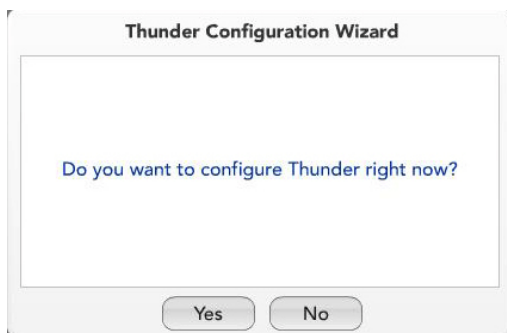 Thunder Configuration Wizard
Do you want to configure Thunder right now?
Yes No